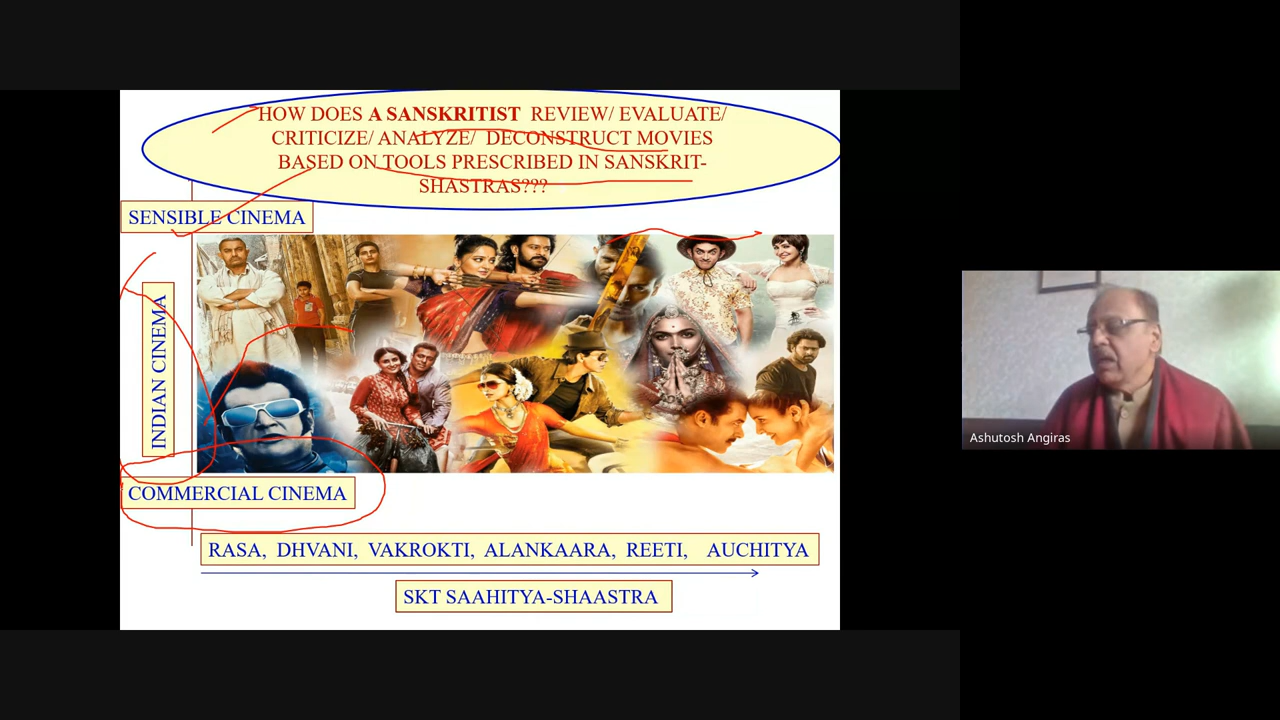 HOW DOES A SANSKRITIST REVIEW/ EVALUATE/
CRITICIZE/ ANALYZE/ DECONSTRUCT MOVIES
BASED ON TOOLS PRESCRIBED IN SANSKRIT-
SHASTRAS???
SENSIBLE CINEMA
INDIAN CINEMA
COMMERCIAL CINEMA
RASA, DHVANI, VAKROKTI, ALANKAARA, REETI, AUCHITYA
SKT SAAHITYA-SHAASTRA
Ashutosh Angiras